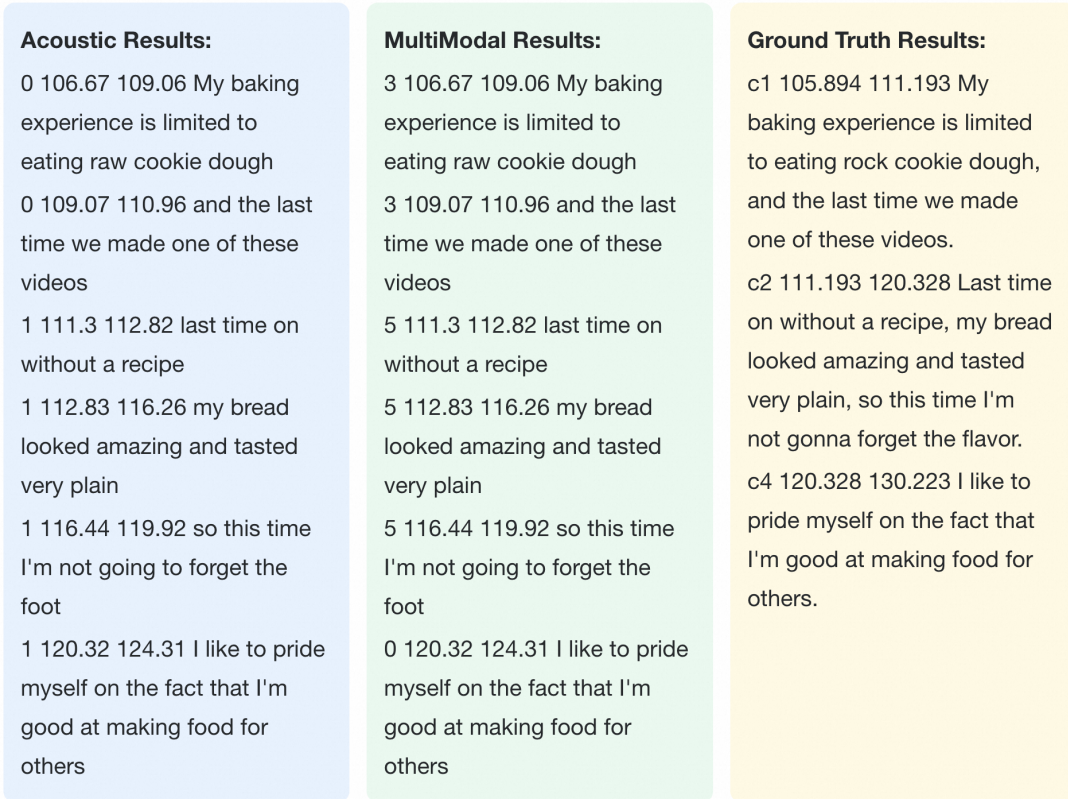 Acoustic Results:
0 106.67 109.06 My baking
experience is limited to
eating raw cookie dough
0 109.07 110.96 and the last
time we made one of these
videos
1 111.3 112.82 last time on
without a recipe
1 112.83 116.26 my bread
looked amazing and tasted
very plain
1 116.44 119.92 so this time
I'm not going to forget the
foot
1 120.32 124.31 I like to pride
myself on the fact that I'm
good at making food for
others
MultiModal Results:
3 106.67 109.06 My baking
experience is limited to
eating raw cookie dough
3 109.07 110.96 and the last
time we made one of these
videos
5 111.3 112.82 last time on
without a recipe
5 112.83 116.26 my bread
looked amazing and tasted
very plain
5 116.44 119.92 so this time
I'm not going to forget the
foot
0 120.32 124.31 I like to pride
myself on the fact that I'm
good at making food for
others
Ground Truth Results:
c1 105.894 111.193 My
baking experience is limited
to eating rock cookie dough,
and the last time we made
one of these videos.
c2 111.193 120.328 Last time
on without a recipe, my bread
looked amazing and tasted
very plain, so this time I'm
not gonna forget the flavor.
c4 120.328 130.223 I like to
pride myself on the fact that
I'm good at making food for
others.